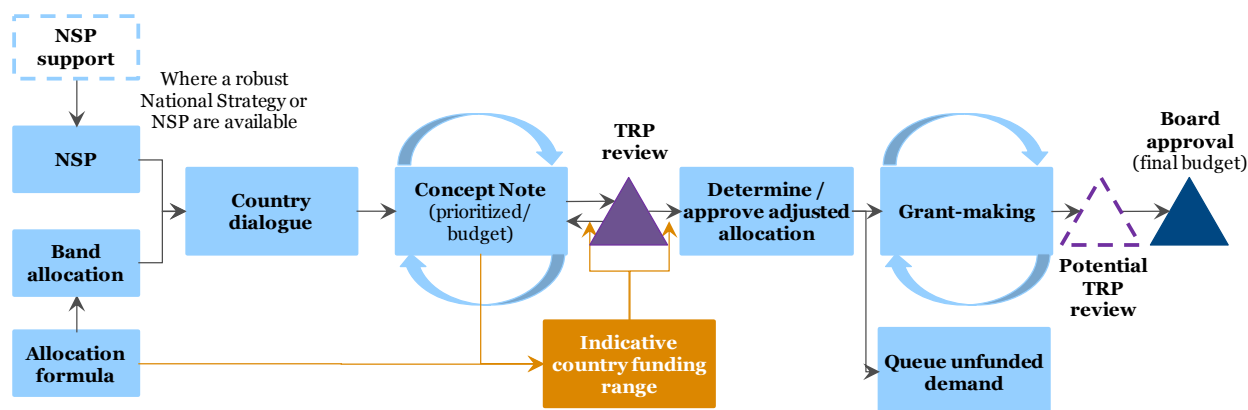 NSP
support
Where a robust
National Strategy or
NSP are available
NSP
Country
dialogue
Band
allocation
Allocation
formula
Concept Note
(prioritized/
budget)
TRP
review
Indicative
country funding
range
Determine /
approve adjusted
allocation
Grant-making
Queue unfunded
demand
Potential
TRP
review
Board
approval
(final budget)